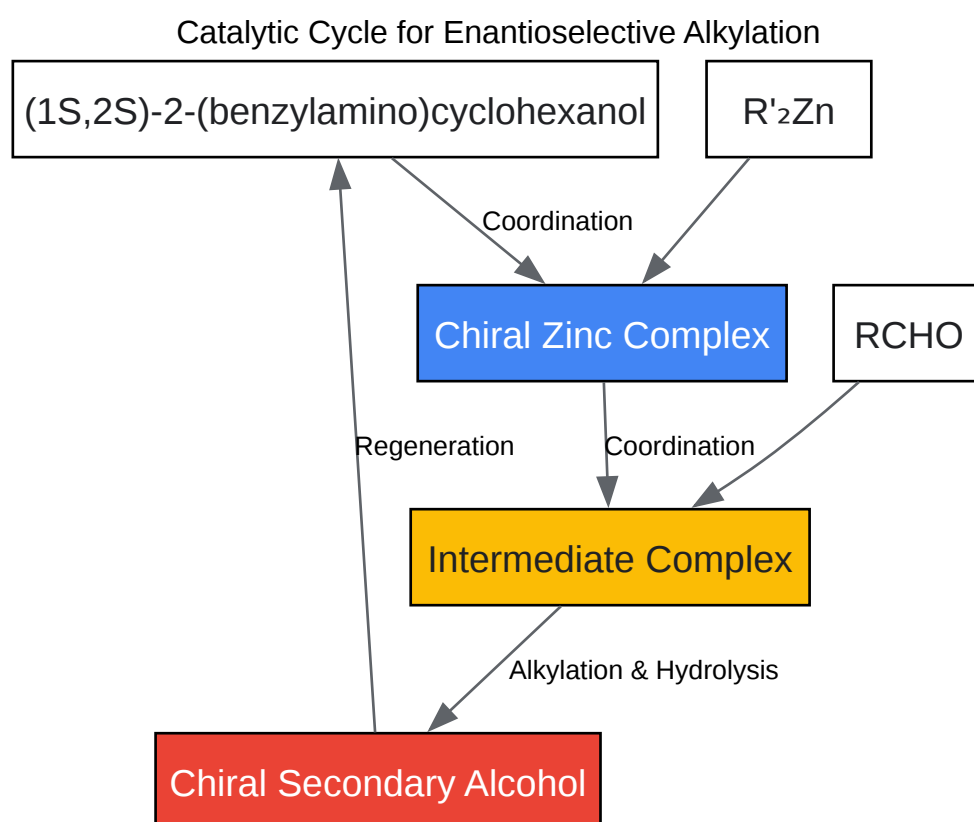 Catalytic Cycle for Enantioselective Alkylation
(1S,2S)-2-(benzylamino)cyclohexanol
R'₂Zn
Coordination
Chiral Zinc Complex
RCHO
Regeneration
Coordination
Intermediate Complex
Alkylation & Hydrolysis
Chiral Secondary Alcohol